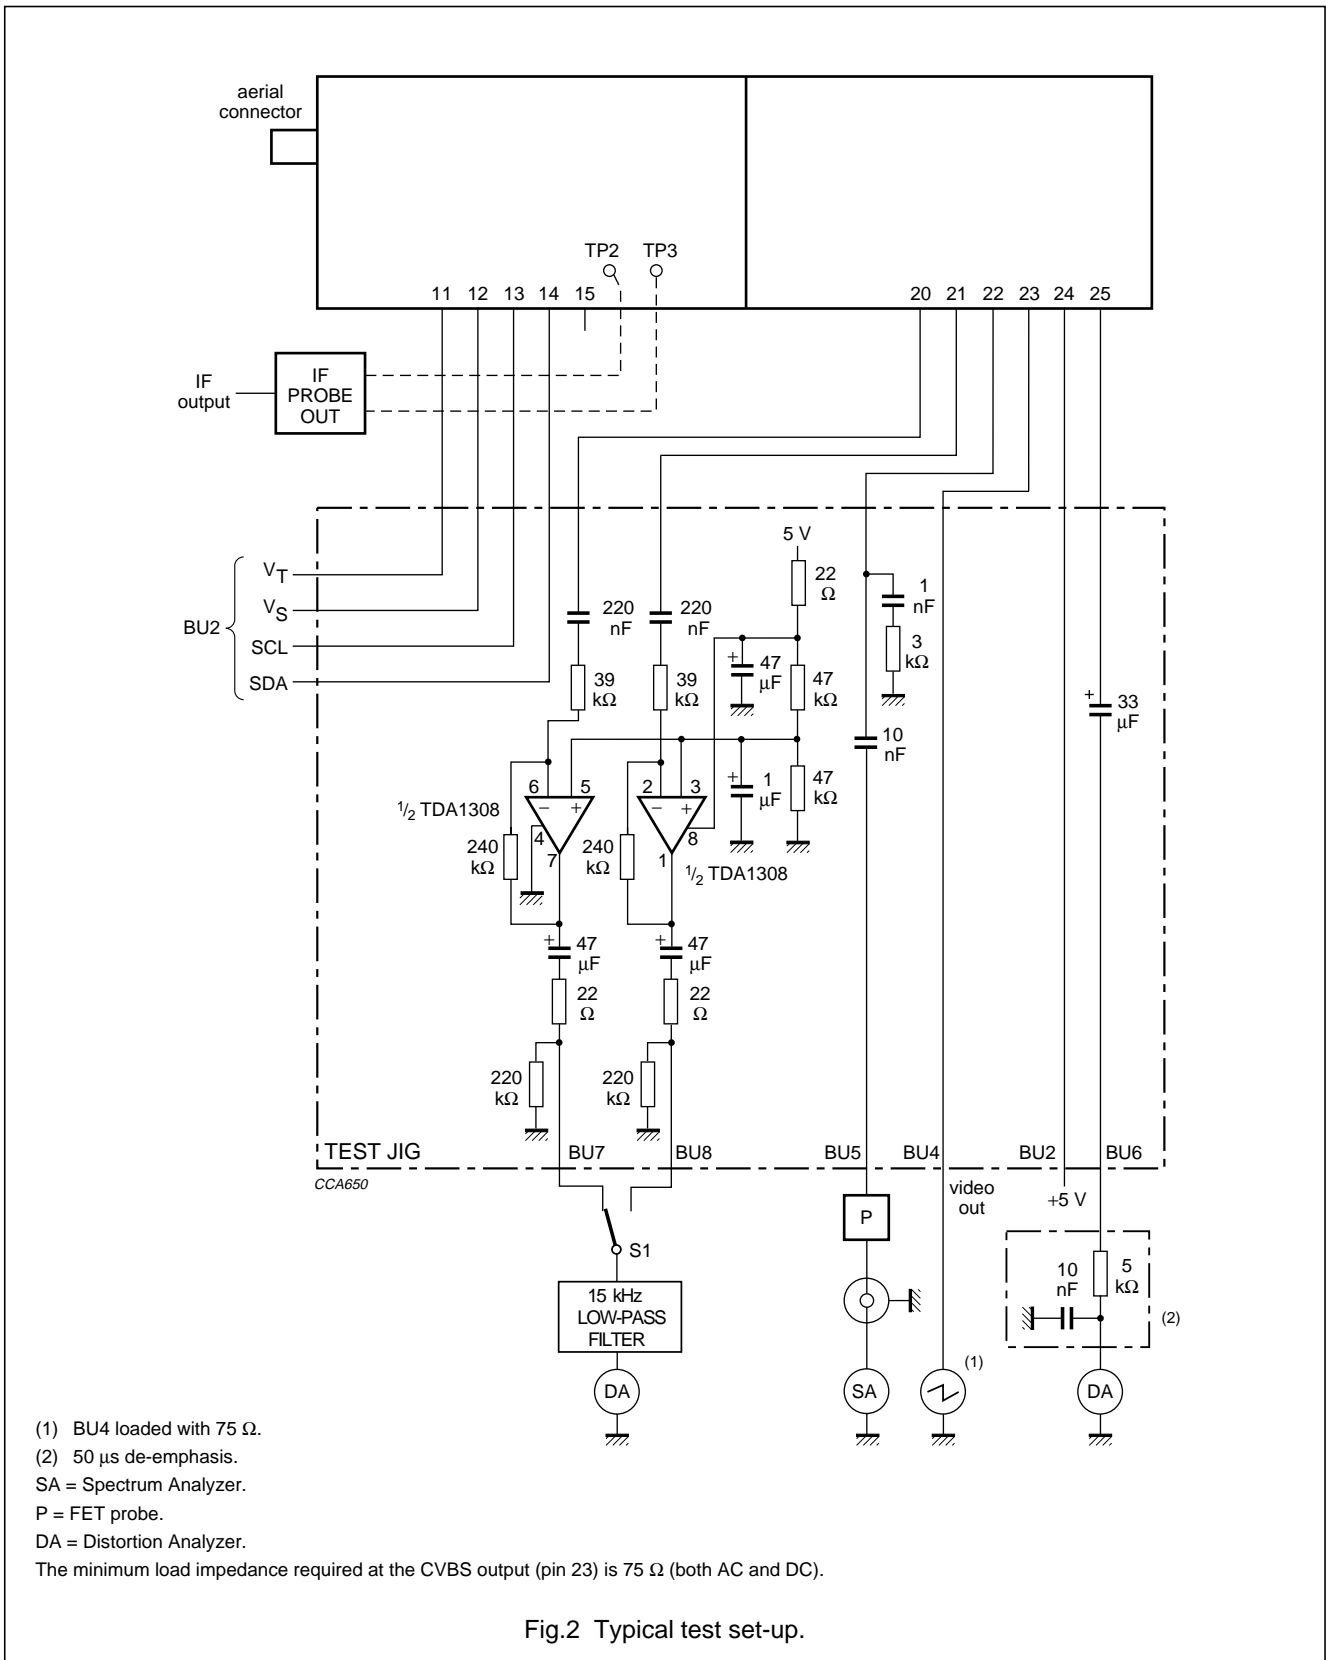 aerial
connector
TP2 TP3
11 12 13 14 15 20 21 22 23 24 25
IF
output
IF
PROBE
OUT
BU2
VT
VS
SCL
SDA
5 V
22
Ω
220
nF
220
nF
1
nF
3
kΩ
39
kΩ
39
kΩ
+
47
μF
47
kΩ
+
33
μF
10
nF
6 5
− +
4
7
2 3
− +
8
1
+
1
μF
47
kΩ
1/2 TDA1308
240
kΩ
240
kΩ
1/2 TDA1308
+
47
μF
+
47
μF
22
Ω
22
Ω
220
kΩ
220
kΩ
TEST JIG
BU7 BU8 BU5 BU4 BU2 BU6
CCA650
video
out
+5 V
P
S1
15 kHz
LOW-PASS
FILTER
10
nF
5
kΩ
(2)
(1)
DA SA DA
(1) BU4 loaded with 75 Ω.
(2) 50 μs de-emphasis.
SA = Spectrum Analyzer.
P = FET probe.
DA = Distortion Analyzer.
The minimum load impedance required at the CVBS output (pin 23) is 75 Ω (both AC and DC).
Fig.2 Typical test set-up.